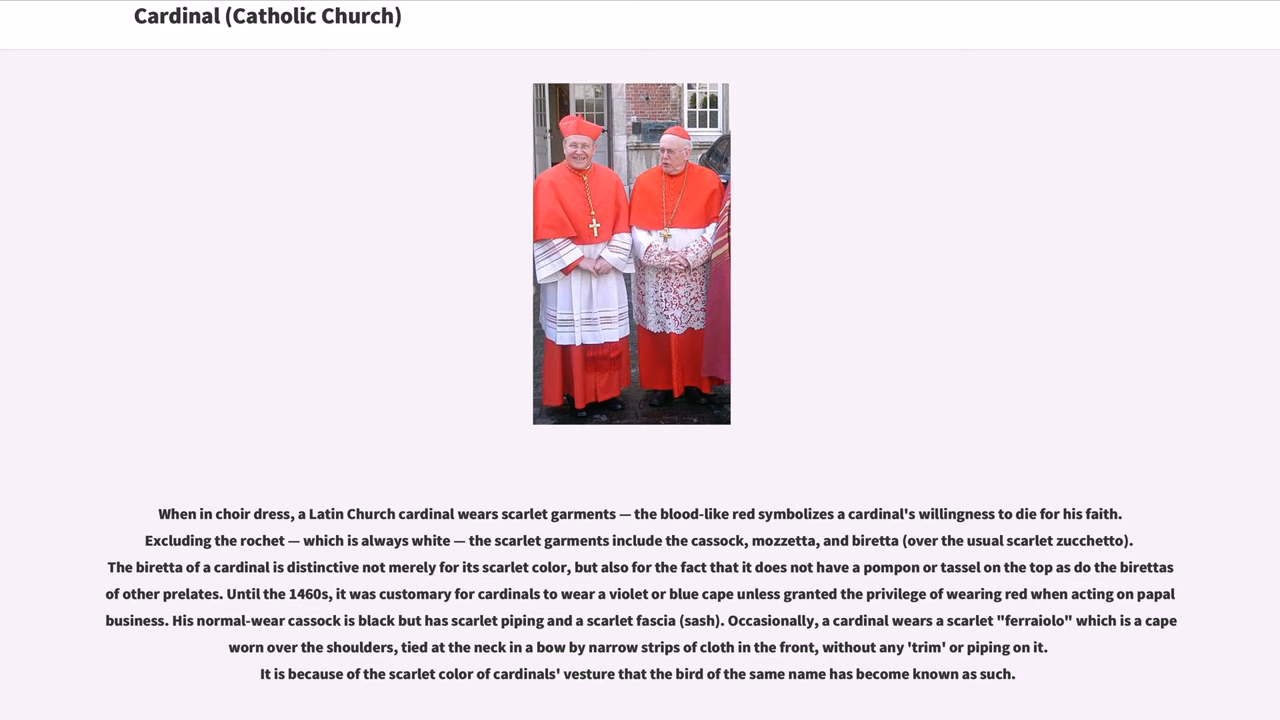 Cardinal (Catholic Church)
When in choir dress, a Latin Church cardinal wears scarlet garments — the blood-like red symbolizes a cardinal's willingness to die for his faith.
Excluding the rochet — which is always white — the scarlet garments include the cassock, mozzetta, and biretta (over the usual scarlet zucchetto).
The biretta of a cardinal is distinctive not merely for its scarlet color, but also for the fact that it does not have a pompon or tassel on the top as do the birettas
of other prelates. Until the 1460s, it was customary for cardinals to wear a violet or blue cape unless granted the privilege of wearing red when acting on papal
business. His normal-wear cassock is black but has scarlet piping and a scarlet fascia (sash). Occasionally, a cardinal wears a scarlet "ferraiolo" which is a cape
worn over the shoulders, tied at the neck in a bow by narrow strips of cloth in the front, without any 'trim' or piping on it.
It is because of the scarlet color of cardinals' vesture that the bird of the same name has become known as such.